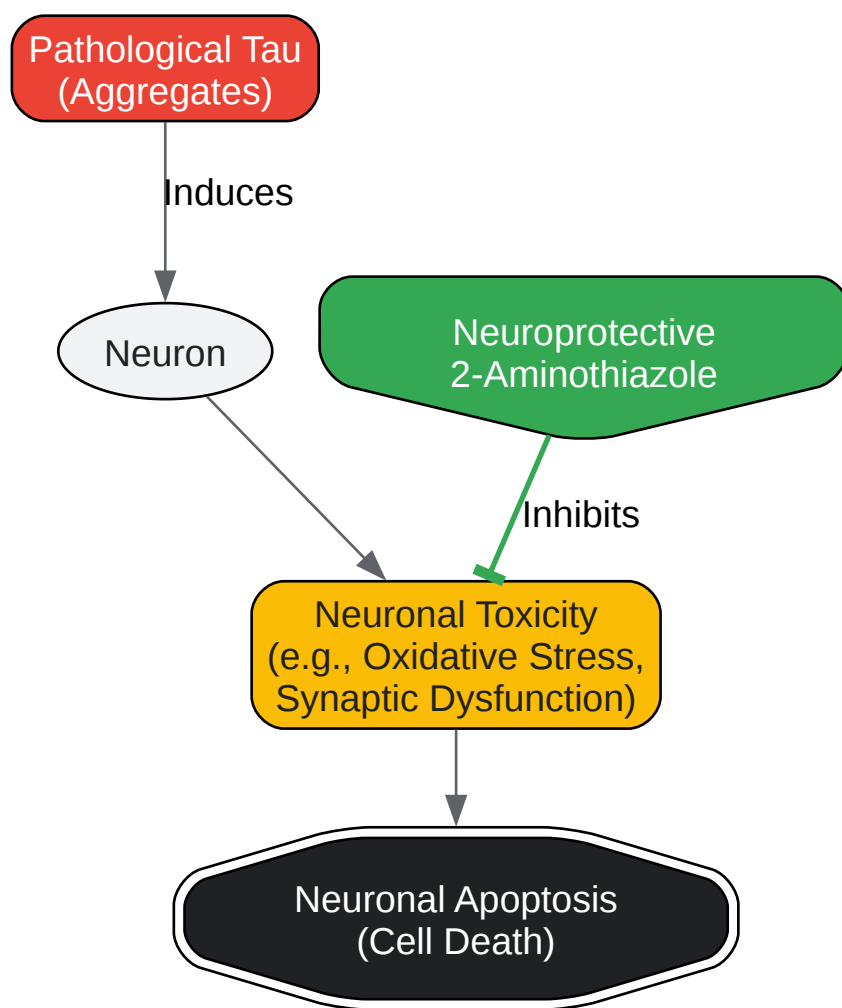 Pathological Tau
(Aggregates)
Induces
Neuron
Neuroprotective
2-Aminothiazole
Inhibits
Neuronal Toxicity
(e.g., Oxidative Stress,
Synaptic Dysfunction)
Neuronal Apoptosis
(Cell Death)